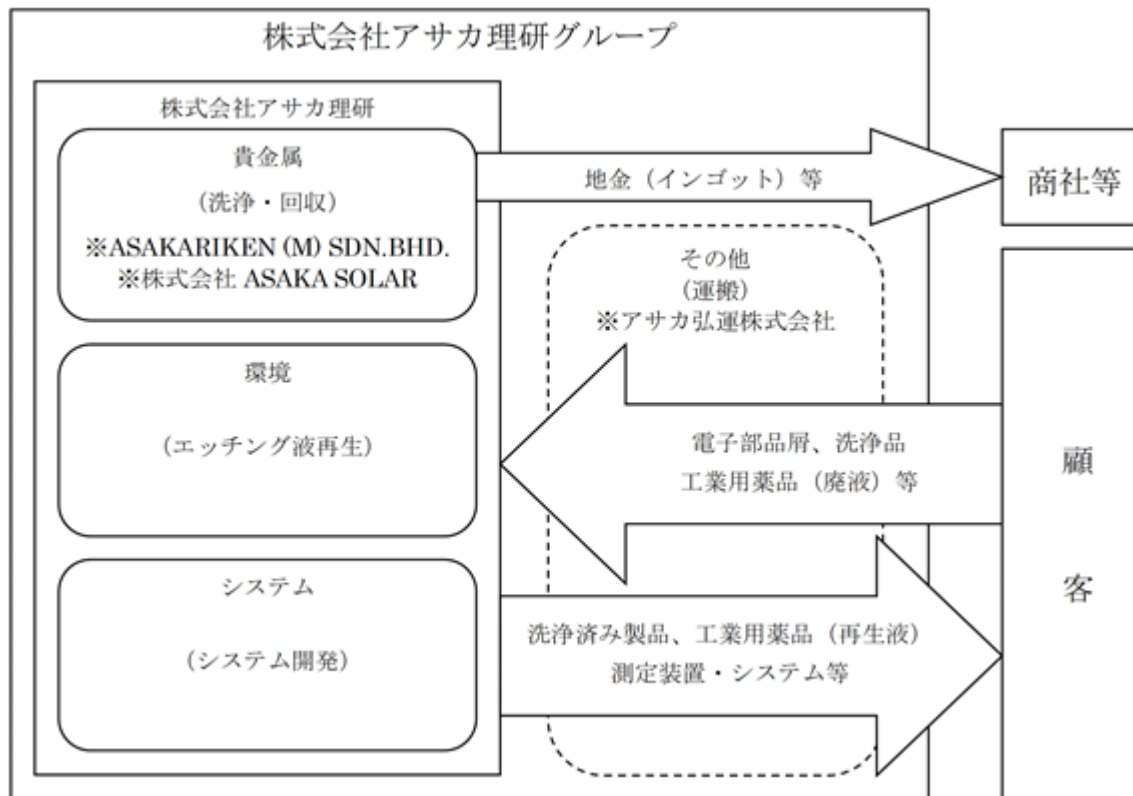 株式会社アサカ理研グループ
株式会社アサカ理研
貴金属
(洗浄・回収)
※ASAKARIKEN (M) SDN.BHD.
※株式会社 ASAKA SOLAR
地金（インゴット）等
商社等
その他
(運搬)
※アサカ弘運株式会社
環境
(エッチング液再生)
電子部品屑、洗浄品
工業用薬品（廃液）等
顧
客
システム
(システム開発)
洗浄済み製品、工業用薬品（再生液）
測定装置・システム等